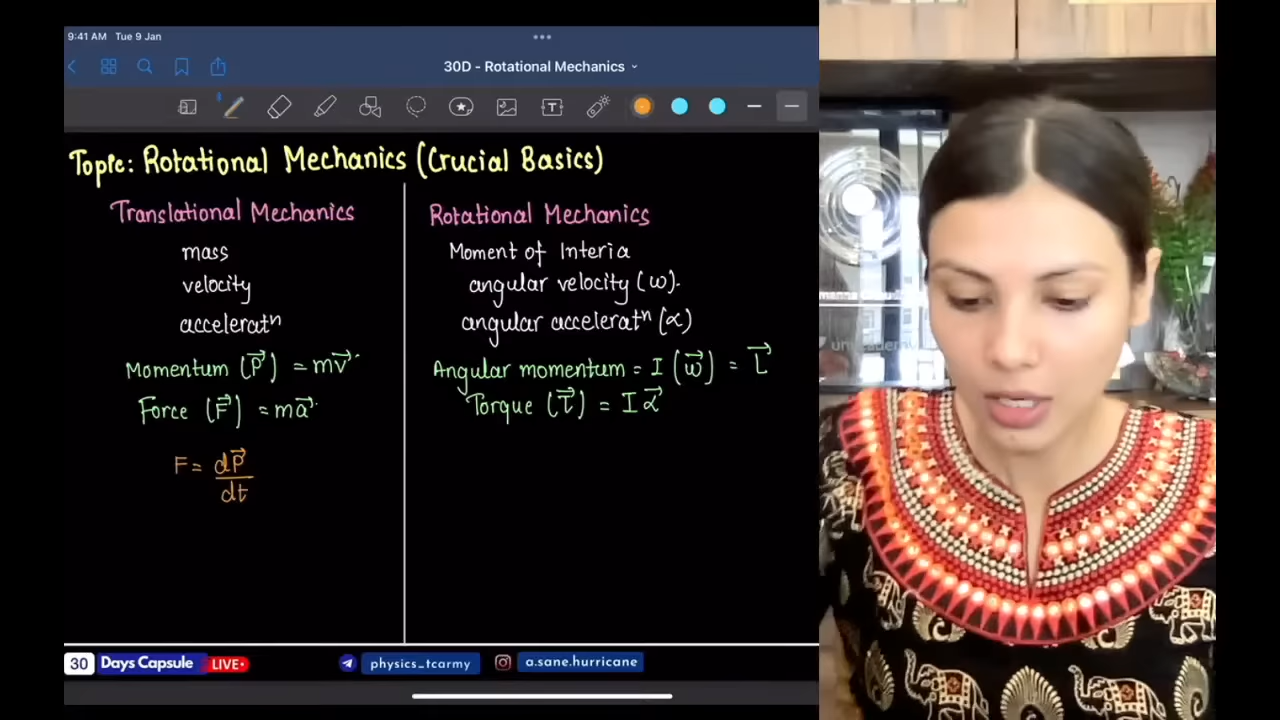 9:41 AM Tue 9 Jan
30D - Rotational Mechanics
Topic: Rotational Mechanics (Crucial Basics)
Translational Mechanics
mass
velocity
acceleratⁿ
Momentum (P⃗) = mv⃗
Force (F⃗) = ma⃗
F = dP⃗/dt
Rotational Mechanics
Moment of Interia
angular velocity (ω).
angular acceleratⁿ (α)
Angular momentum = I (ω⃗) = L⃗
Torque (τ⃗) = I α⃗
30 Days Capsule LIVE
physics_tcarmy
a.sane.hurricane